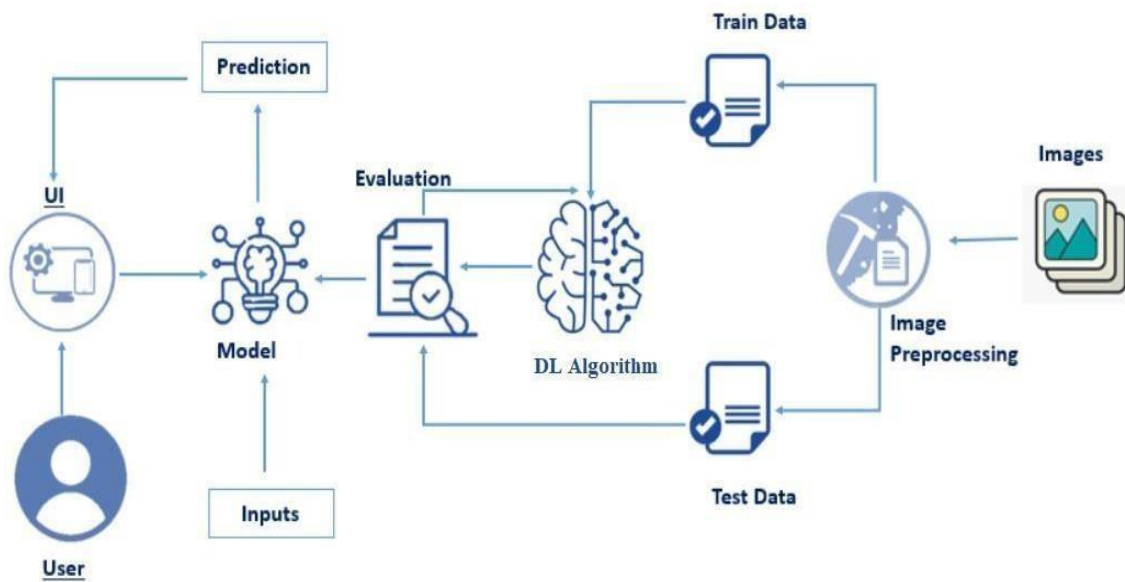 Train Data
Prediction
Images
Evaluation
UI
Model
DL Algorithm
Image
Preprocessing
Inputs
Test Data
User